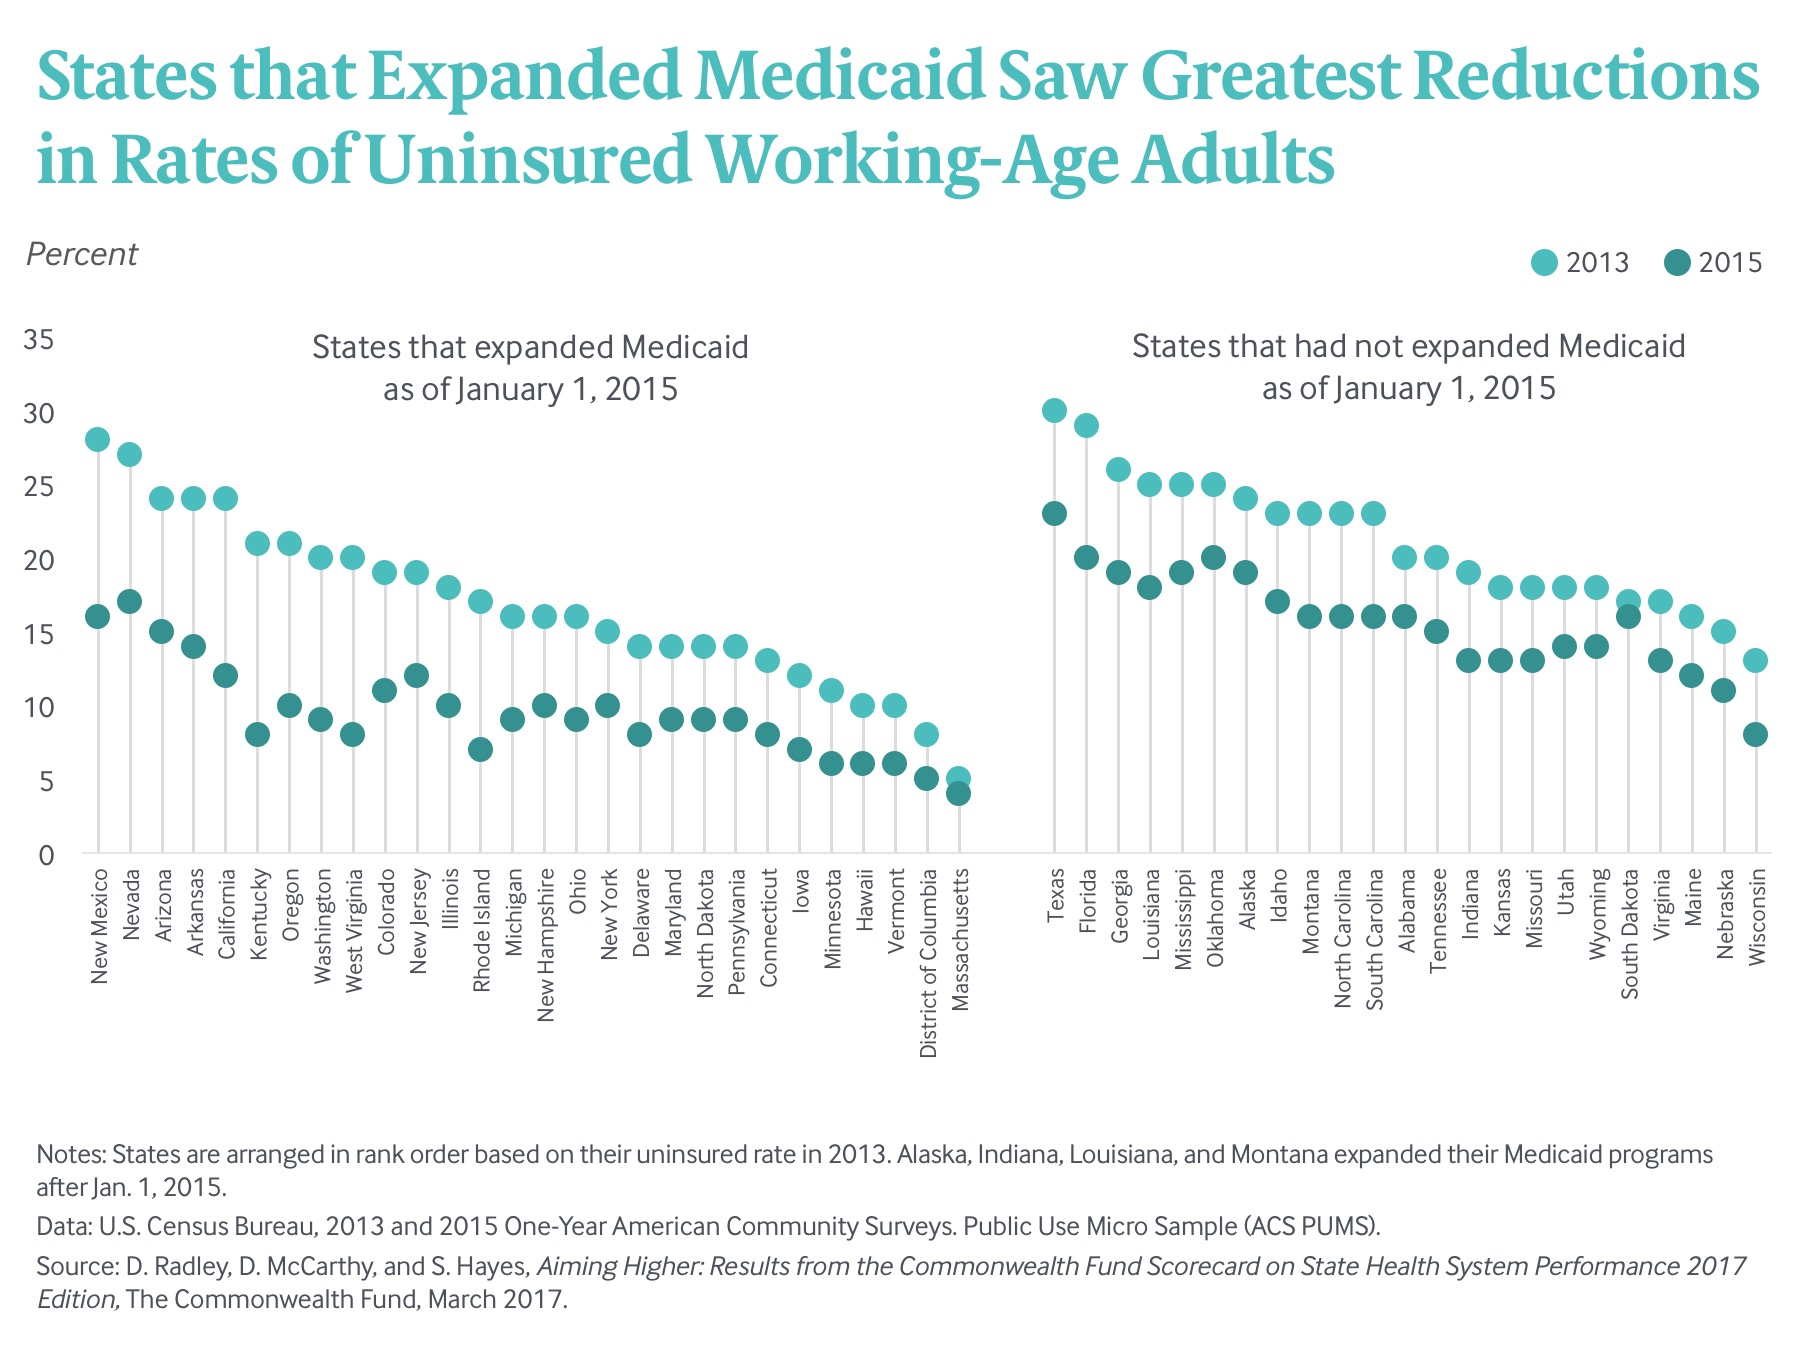 States that Expanded Medicaid Saw Greatest Reductions
in Rates of Uninsured Working-Age Adults
Percent
2013
2015
35
30
25
20
15
10
5
0
States that expanded Medicaid
as of January 1, 2015
States that had not expanded Medicaid
as of January 1, 2015
New Mexico
Nevada
Arizona
Arkansas
California
Kentucky
Oregon
Washington
West Virginia
Colorado
New Jersey
Illinois
Rhode Island
Michigan
New Hampshire
Ohio
New York
Delaware
Maryland
North Dakota
Pennsylvania
Connecticut
Iowa
Minnesota
Hawaii
Vermont
District of Columbia
Massachusetts
Texas
Florida
Georgia
Louisiana
Mississippi
Oklahoma
Alaska
Idaho
Montana
North Carolina
South Carolina
Alabama
Tennessee
Indiana
Kansas
Missouri
Utah
Wyoming
South Dakota
Virginia
Maine
Nebraska
Wisconsin
Notes: States are arranged in rank order based on their uninsured rate in 2013. Alaska, Indiana, Louisiana, and Montana expanded their Medicaid programs
after Jan. 1, 2015.
Data: U.S. Census Bureau, 2013 and 2015 One-Year American Community Surveys. Public Use Micro Sample (ACS PUMS).
Source: D. Radley, D. McCarthy, and S. Hayes, Aiming Higher: Results from the Commonwealth Fund Scorecard on State Health System Performance 2017
Edition, The Commonwealth Fund, March 2017.